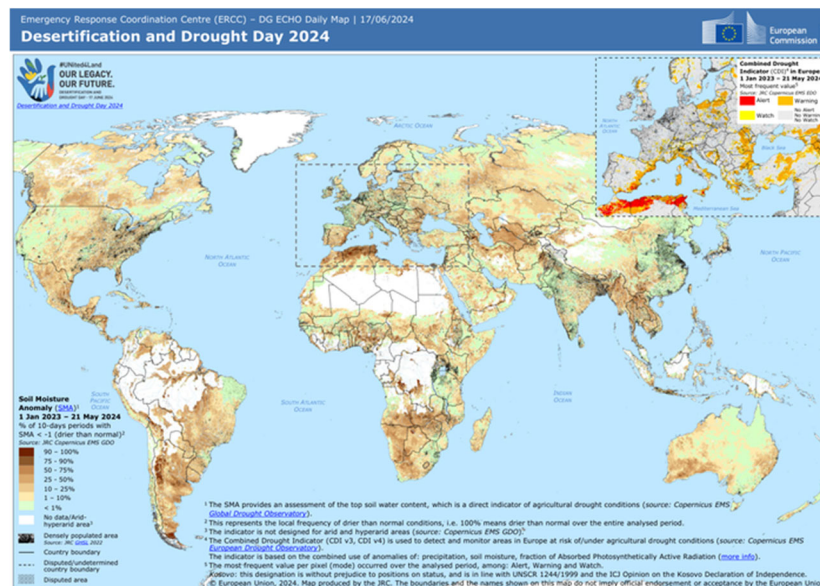 Emergency Response Coordination Centre (ERCC) – DG ECHO Daily Map | 17/06/2024
Desertification and Drought Day 2024
European
Commission
#UNited4Land
OUR LEGACY.
OUR FUTURE.
DESERTIFICATION AND
DROUGHT DAY
Desertification and Drought Day 2024
Combined Drought
Indicator (CDI)⁴ in Europe
1 Jan 2023 – 21 May 2024
Most frequent value⁵
Source: JRC Copernicus EMS EDO
Alert
Warning
Watch
No Alert
No Warning
No Watch
NORTH
ATLANTIC
OCEAN
Black Sea
Mediterranean Sea
ARCTIC OCEAN
NORTH ATLANTIC
OCEAN
NORTH PACIFIC
OCEAN
SOUTH
PACIFIC
OCEAN
SOUTH ATLANTIC
OCEAN
INDIAN
OCEAN
Soil Moisture
Anomaly (SMA)¹
1 Jan 2023 – 21 May 2024
% of 10-days periods with
SMA < -1 (drier than normal)²
Source: JRC Copernicus EMS GDO
90 – 100%
75 - 90%
50 - 75%
25 - 50%
10 – 25%
1 – 10%
< 1%
No data/Arid-
hyperarid area³
Densely populated area
Source: JRC GHSL 2022
Country boundary
Disputed/undetermined
country boundary
Disputed area
¹ The SMA provides an assessment of the top soil water content, which is a direct indicator of agricultural drought conditions (source: Copernicus EMS
Global Drought Observatory).
² This represents the local frequency of drier than normal conditions, i.e. 100% means drier than normal over the entire analysed period.
³ The indicator is not designed for arid and hyperarid areas (source: Copernicus EMS GDO).
⁴ The Combined Drought Indicator (CDI v3, CDI v4) is used to detect and monitor areas in Europe at risk of/under agricultural drought conditions (source: Copernicus EMS
European Drought Observatory).
The indicator is based on the combined use of anomalies of: precipitation, soil moisture, fraction of Absorbed Photosynthetically Active Radiation (more info).
⁵ The most frequent value per pixel (mode) occurred over the analysed period, among: Alert, Warning and Watch.
Kosovo: this designation is without prejudice to positions on status, and is in line with UNSCR 1244/1999 and the ICJ Opinion on the Kosovo Declaration of Independence.
© European Union, 2024. Map produced by the JRC. The boundaries and the names shown on this map do not imply official endorsement or acceptance by the European Union.